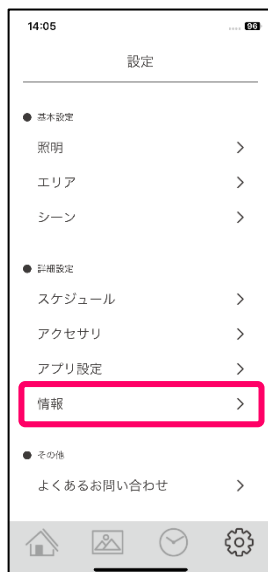 14:05
96
設定
基本設定
照明
エリア
シーン
詳細設定
スケジュール
アクセサリ
アプリ設定
情報
その他
よくあるお問い合わせ